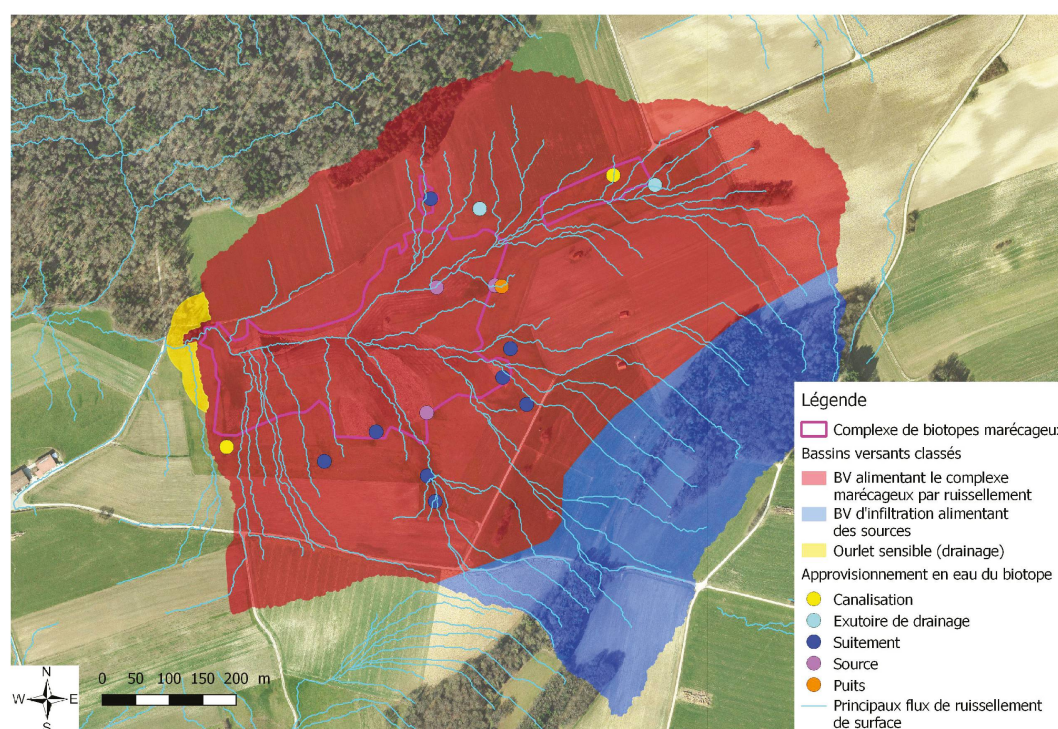 Légende
Complexe de biotopes marécageux
Bassins versants classés
BV alimentant le complexe
marécageux par ruissellement
BV d'infiltration alimentant
des sources
Ourlet sensible (drainage)
Approvisionnement en eau du biotope
Canalisation
Exutoire de drainage
Suitement
Source
Puits
Principaux flux de ruissellement
de surface
N
W E
S
0 50 100 150 200 m